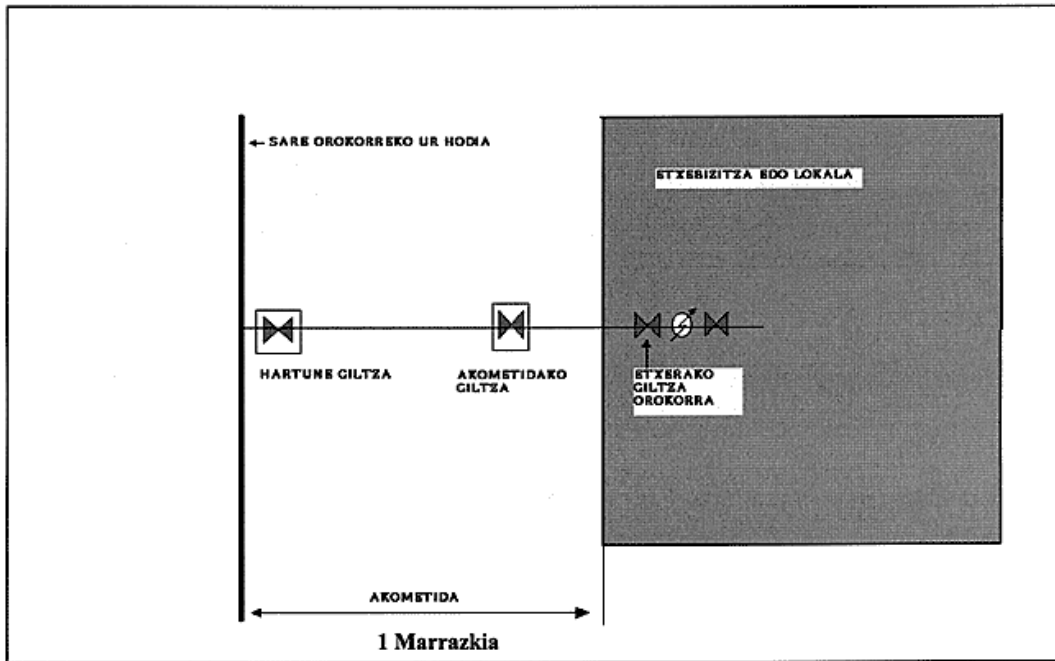 SARE OROKORREKO UR HODIA
ETXEBIZITZA EDO LOKALA
HARTUNE GILTZA
AKOMETIDAKO
GILTZA
ETXERAKO
GILTZA
OROKORRA
AKOMETIDA
1 Marrazkia